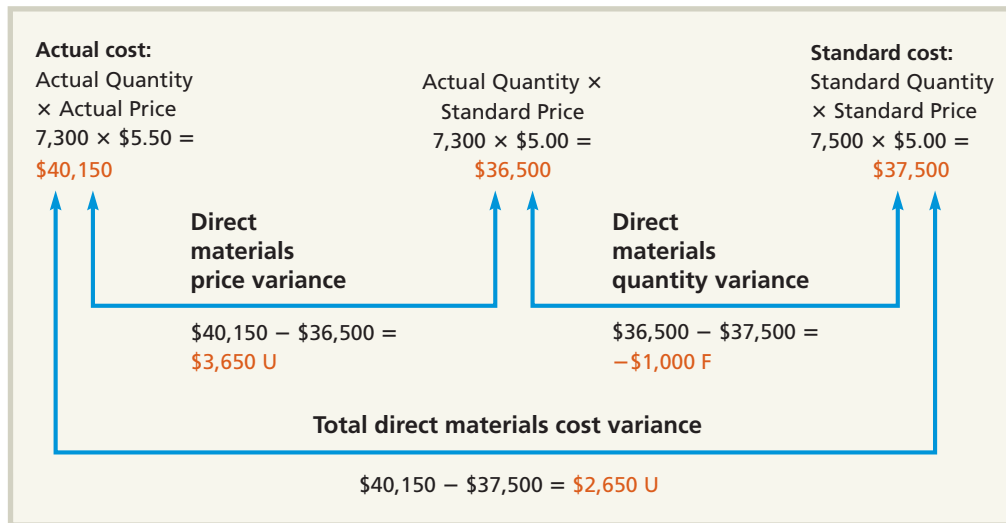 Actual cost:
Actual Quantity
× Actual Price
7,300 × $5.50 =
$40,150
Actual Quantity ×
Standard Price
7,300 × $5.00 =
$36,500
Standard cost:
Standard Quantity
× Standard Price
7,500 × $5.00 =
$37,500
Direct
materials
price variance
$40,150 − $36,500 =
$3,650 U
Direct
materials
quantity variance
$36,500 − $37,500 =
−$1,000 F
Total direct materials cost variance
$40,150 − $37,500 = $2,650 U